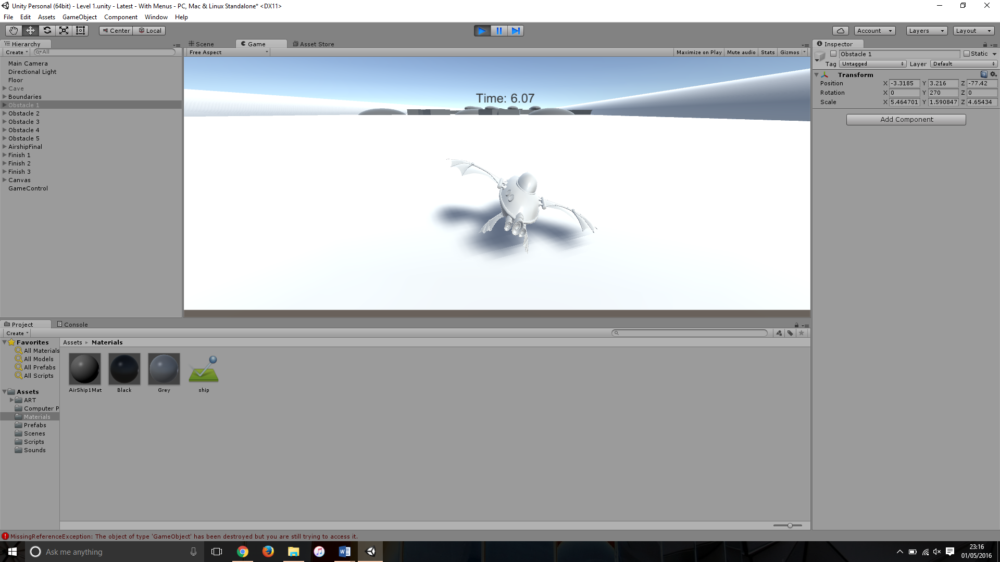 Unity Personal (64bit) - Level 1.unity - Latest - With Menus - PC, Mac & Linux Standalone* <DX11>
File Edit Assets GameObject Component Window Help
Center Local
Account Layers Layout
Hierarchy
Create All
Main Camera
Directional Light
Floor
Cave
Boundaries
Obstacle 1
Obstacle 2
Obstacle 3
Obstacle 4
Obstacle 5
AirshipFinal
Finish 1
Finish 2
Finish 3
Canvas
GameControl
Scene Game Asset Store
Free Aspect Maximize on Play Mute audio Stats Gizmos
Time: 6.07
Inspector
Obstacle 1 Static
Tag Untagged Layer Default
Transform
Position X -3.3185 Y 3.216 Z -77.42
Rotation X 0 Y 270 Z 0
Scale X 5.464701 Y 1.590847 Z 4.65434
Add Component
Project Console
Create
Favorites
All Materials
All Models
All Prefabs
All Scripts
Assets
ART
Computer P
Materials
Prefabs
Scenes
Scripts
Sounds
Assets Materials
AirShip1Mat Black Grey ship
MissingReferenceException: The object of type 'GameObject' has been destroyed but you are still trying to access it.
Ask me anything
23:16
01/05/2016